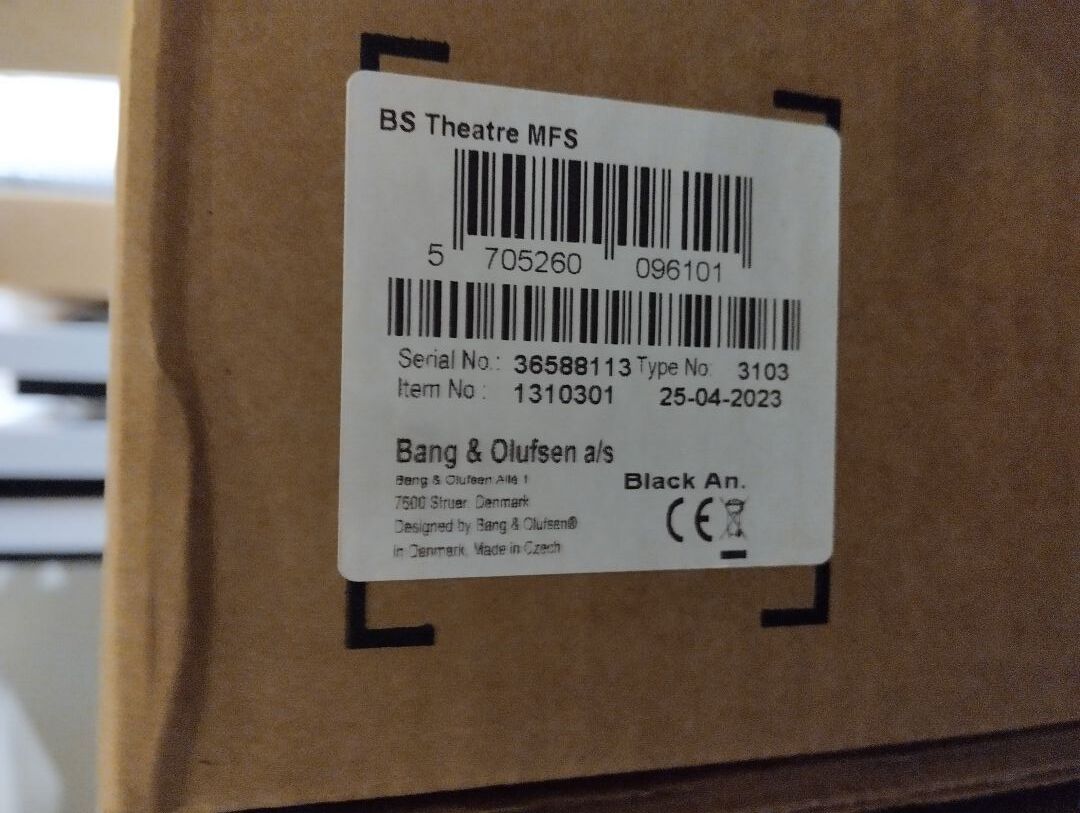 BS Theatre MFS
5 705260 096101
Serial No.: 36588113 Type No: 3103
Item No : 1310301 25-04-2023
Bang & Olufsen a/s
Bang & Olufsen Allé 1
Black An.
7600 Struer. Denmark
Designed by Bang & Olufsen®
in Denmark. Made in Czech
CE